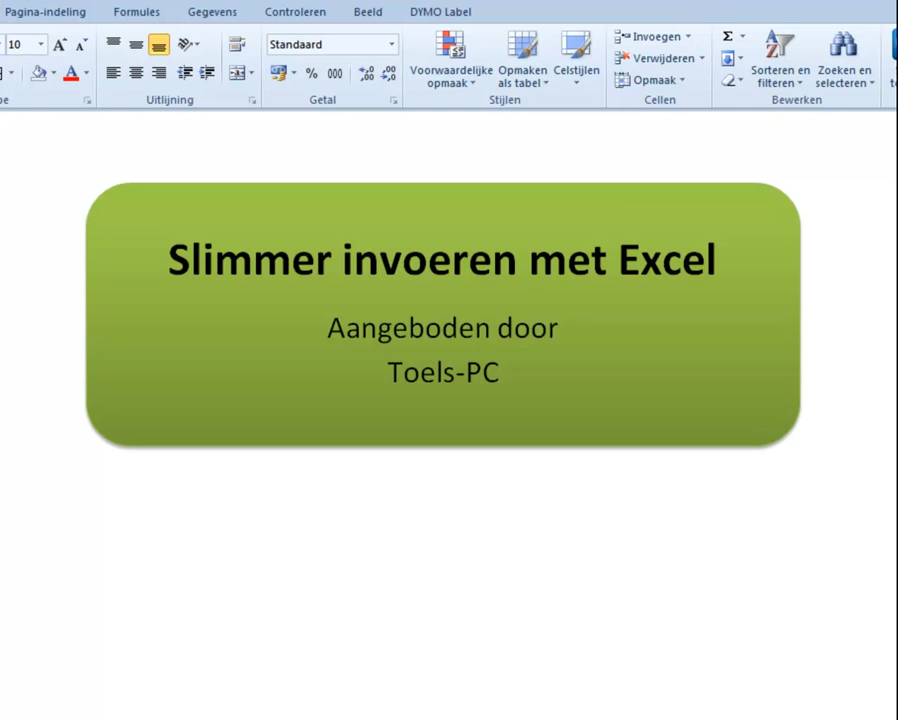 Pagina-indeling Formules Gegevens Controleren Beeld DYMO Label
10 Standaard Invoegen
Voorwaardelijke Opmaken Celstijlen Verwijderen Sorteren en Zoeken en
opmaak als tabel Opmaak filteren selecteren
% 000
Uitlijning Getal Stijlen Cellen Bewerken
Slimmer invoeren met Excel
Aangeboden door
Toels-PC